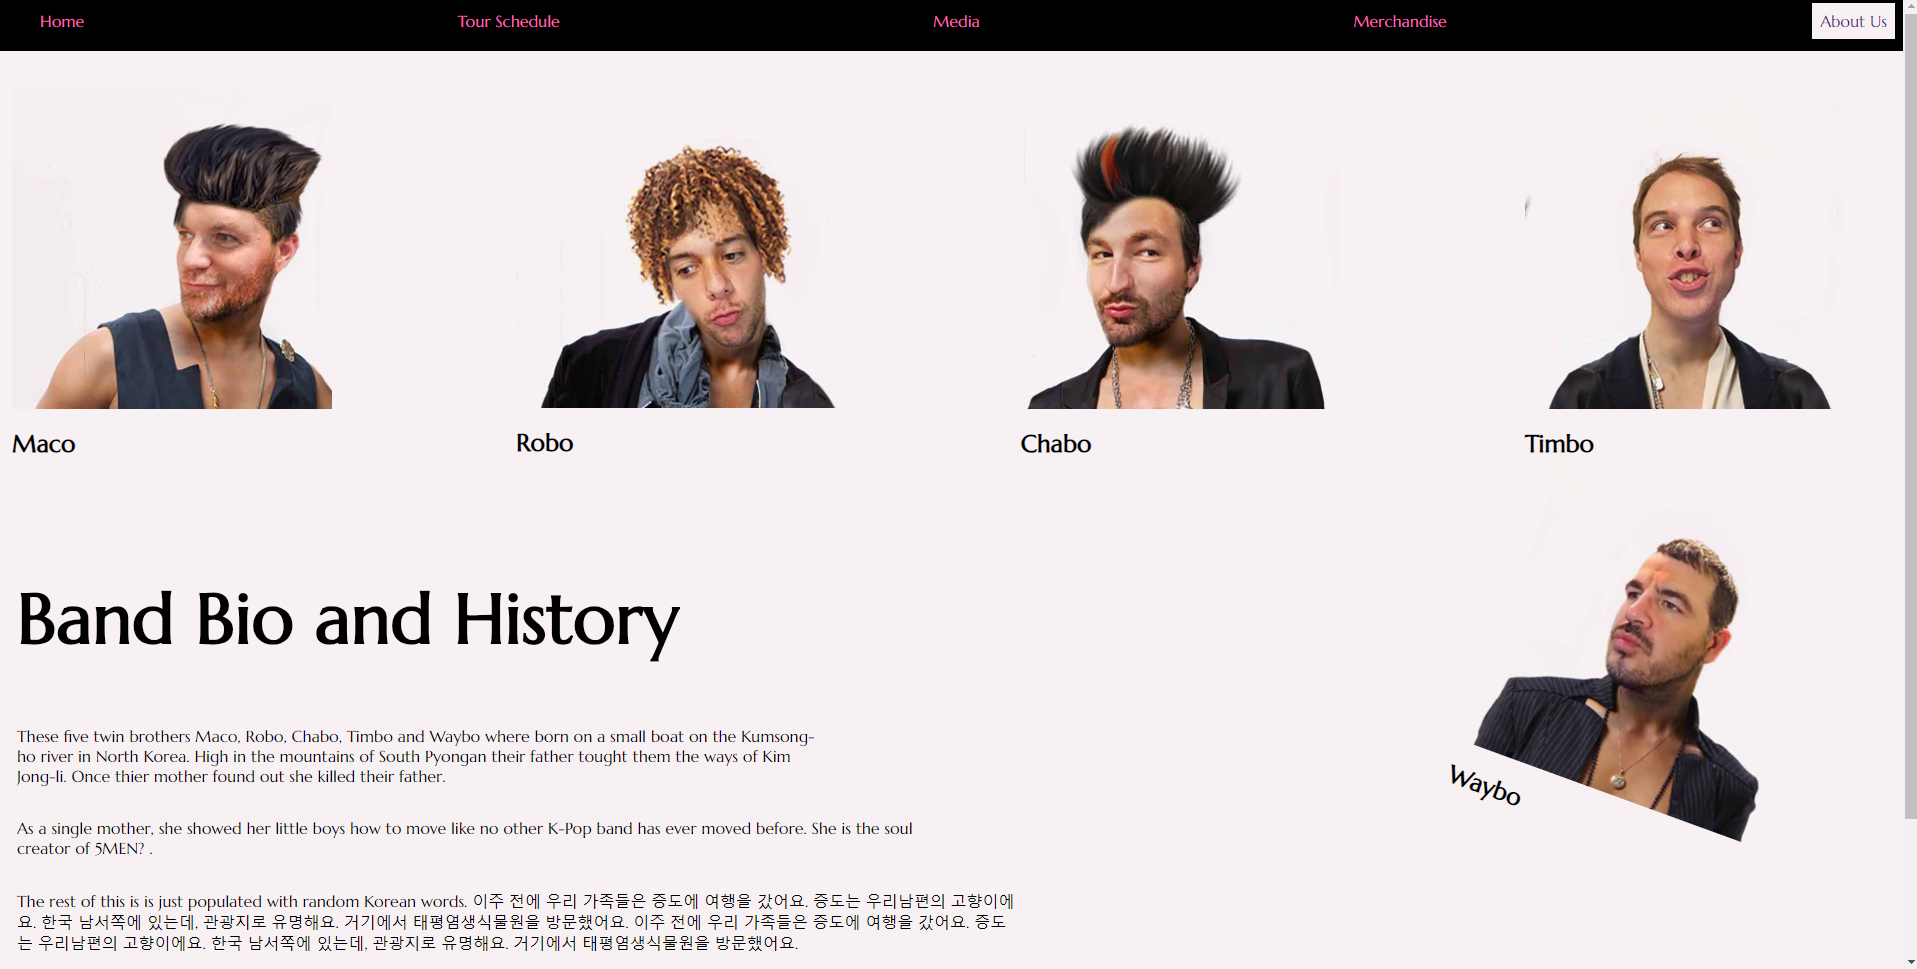 Home Tour Schedule Media Merchandise About Us
Maco Robo Chabo Timbo
Waybo
Band Bio and History
These five twin brothers Maco, Robo, Chabo, Timbo and Waybo where born on a small boat on the Kumsong-
ho river in North Korea. High in the mountains of South Pyongan their father tought them the ways of Kim
Jong-li. Once thier mother found out she killed their father.
As a single mother, she showed her little boys how to move like no other K-Pop band has ever moved before. She is the soul
creator of 5MEN? .
The rest of this is is just populated with random Korean words. 이주 전에 우리 가족들은 증도에 여행을 갔어요. 증도는 우리남편의 고향이에
요. 한국 남서쪽에 있는데, 관광지로 유명해요. 거기에서 태평염생식물원을 방문했어요. 이주 전에 우리 가족들은 증도에 여행을 갔어요. 증도
는 우리남편의 고향이에요. 한국 남서쪽에 있는데, 관광지로 유명해요. 거기에서 태평염생식물원을 방문했어요.